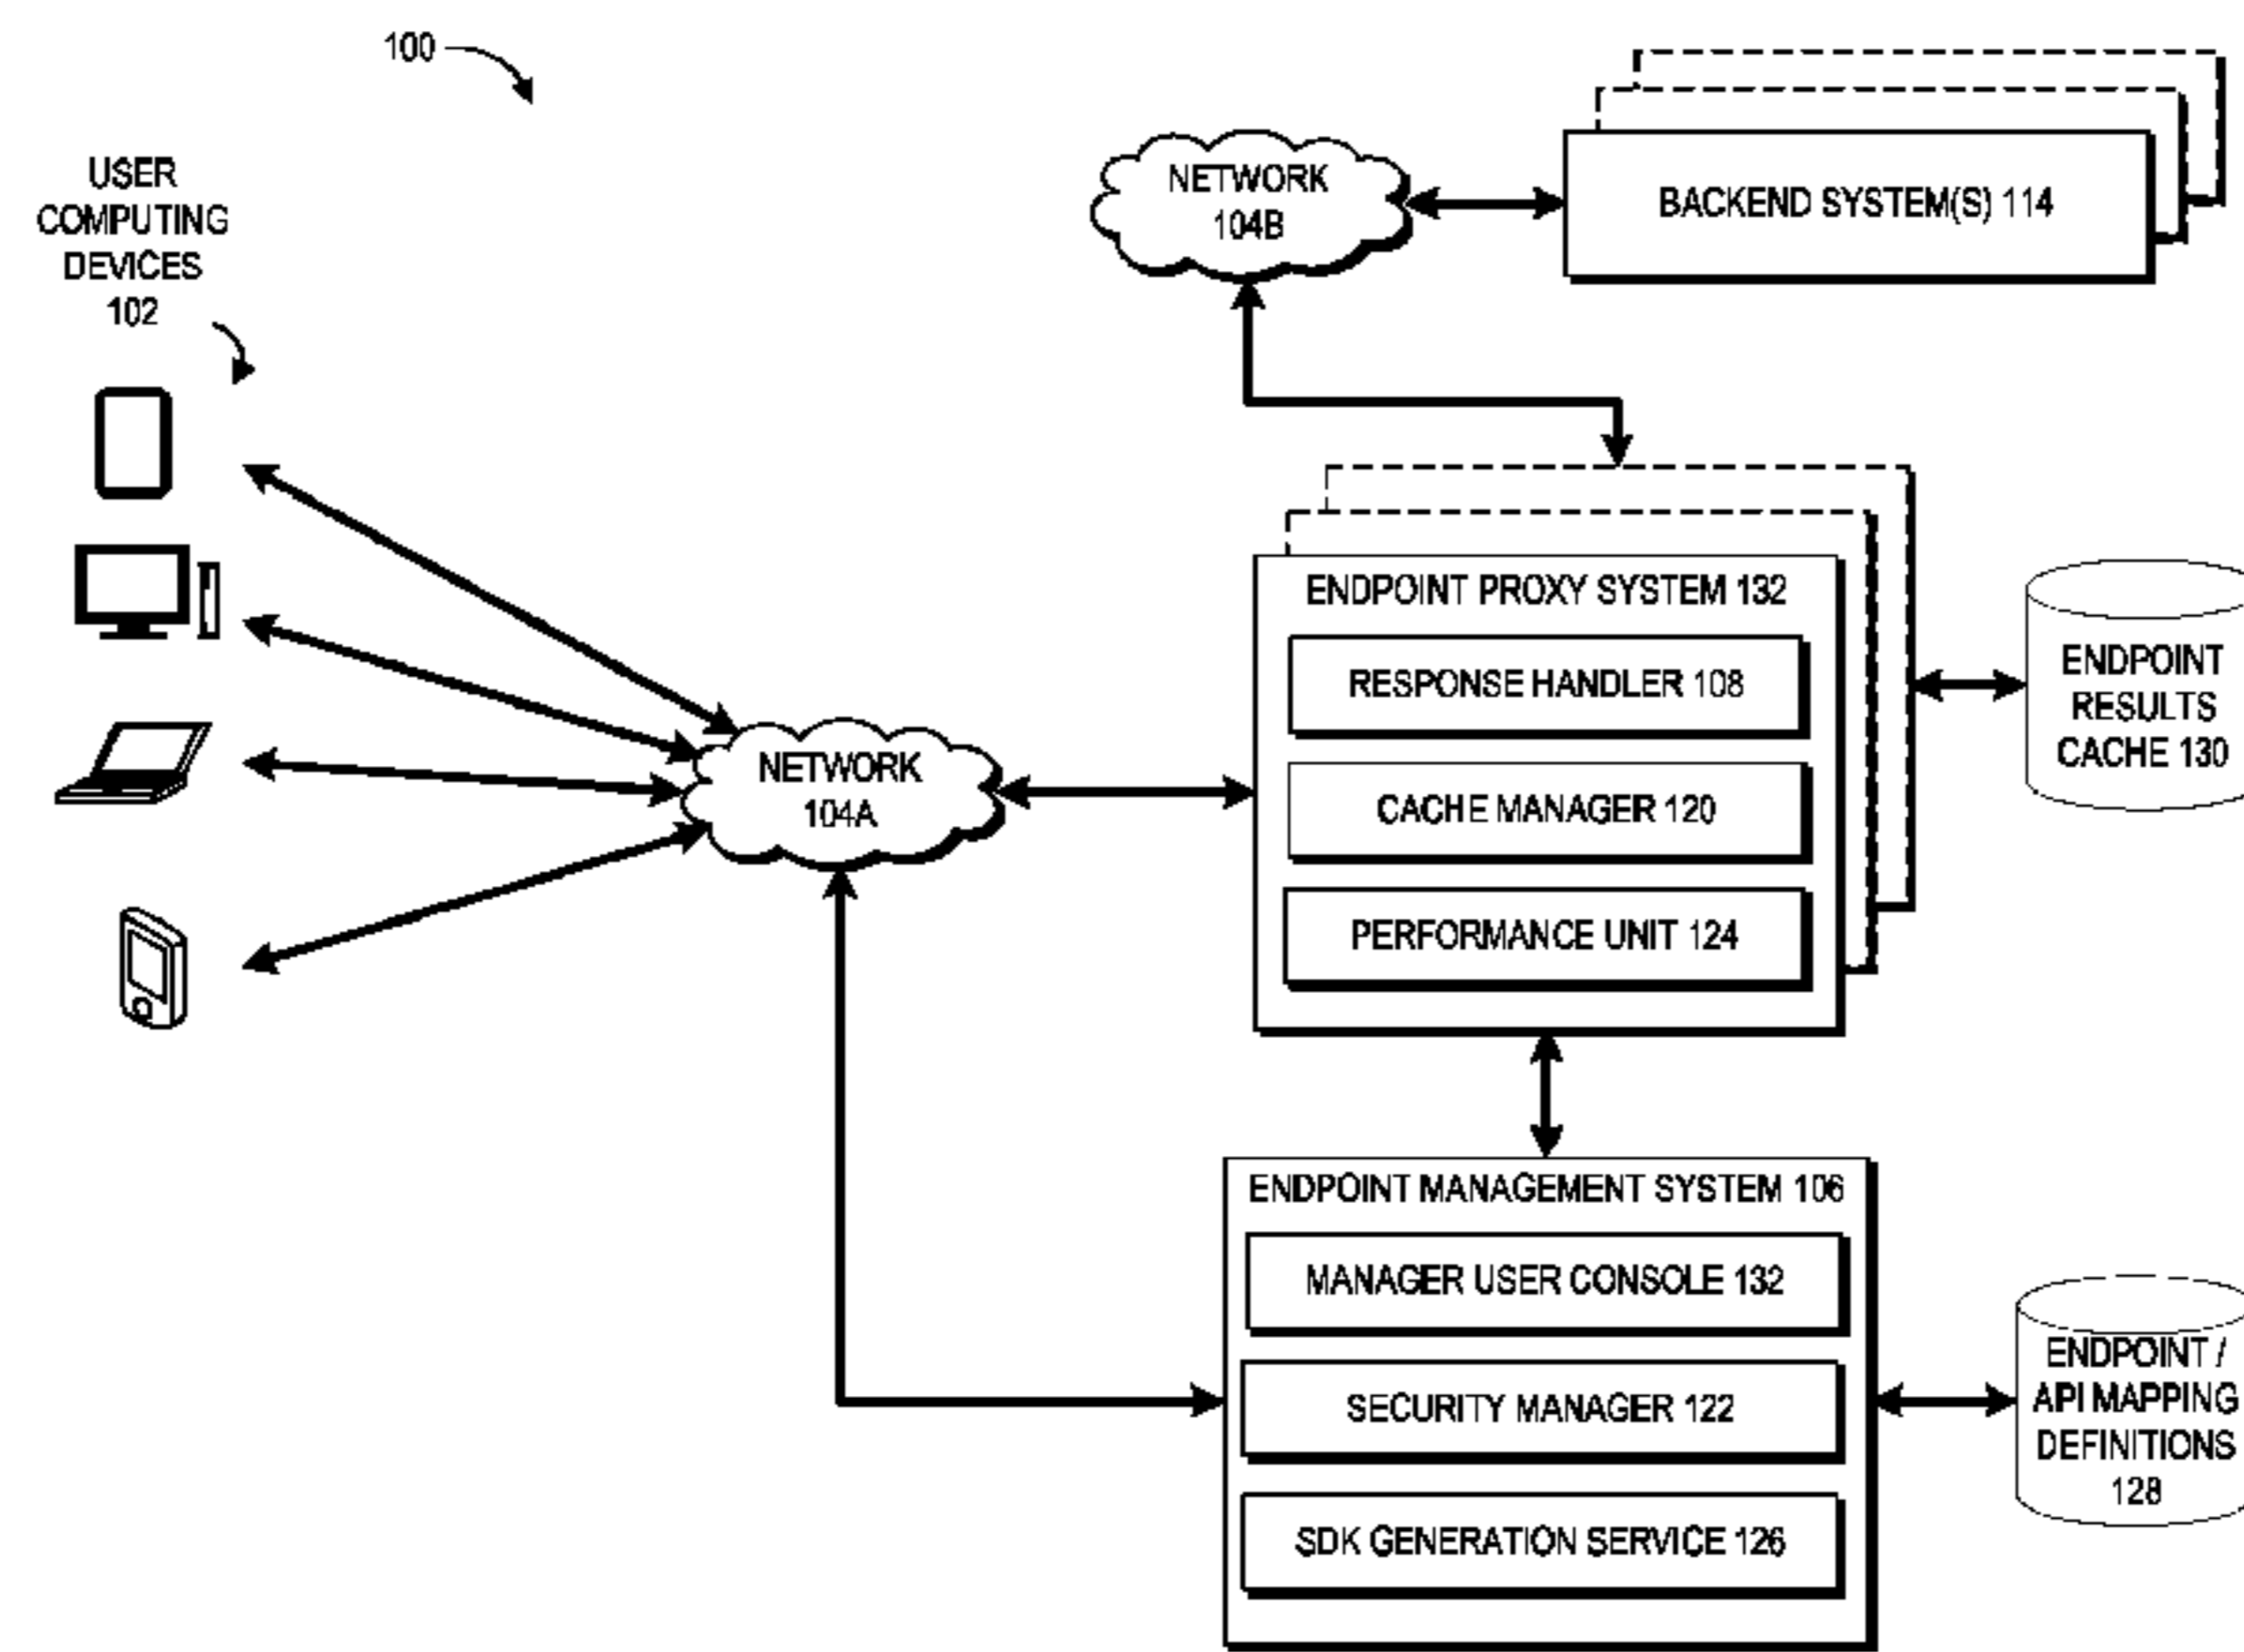 100
USER
COMPUTING
DEVICES
102
NETWORK
104B
BACKEND SYSTEM(S) 114
ENDPOINT PROXY SYSTEM 132
RESPONSE HANDLER 108
CACHE MANAGER 120
PERFORMANCE UNIT 124
ENDPOINT
RESULTS
CACHE 130
NETWORK
104A
ENDPOINT MANAGEMENT SYSTEM 106
MANAGER USER CONSOLE 132
SECURITY MANAGER 122
SDK GENERATION SERVICE 126
ENDPOINT /
API MAPPING
DEFINITIONS
128